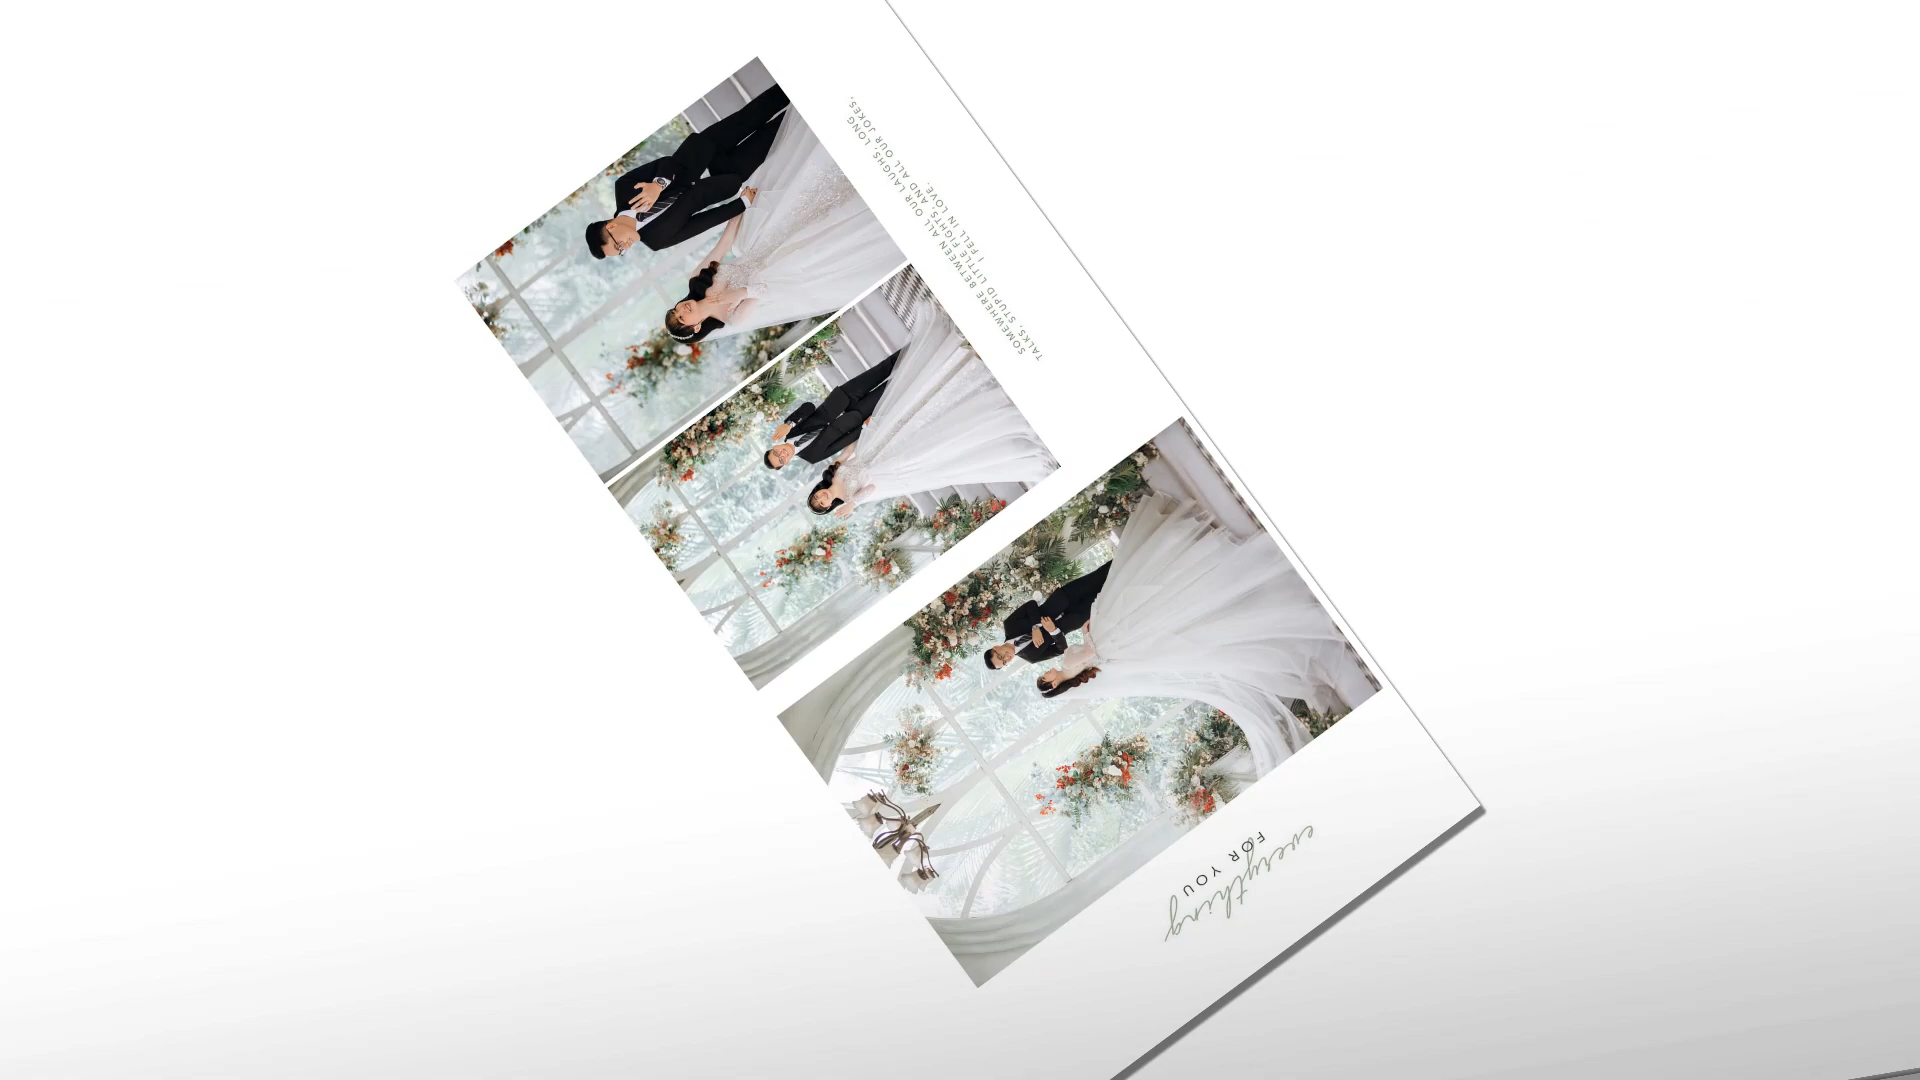 SOMEWHERE BETWEEN ALL OUR LAUGHS, LONG
TALKS, STUPID LITTLE FIGHTS, AND ALL OUR JOKES,
I FELL IN LOVE.
everything
FOR YOU